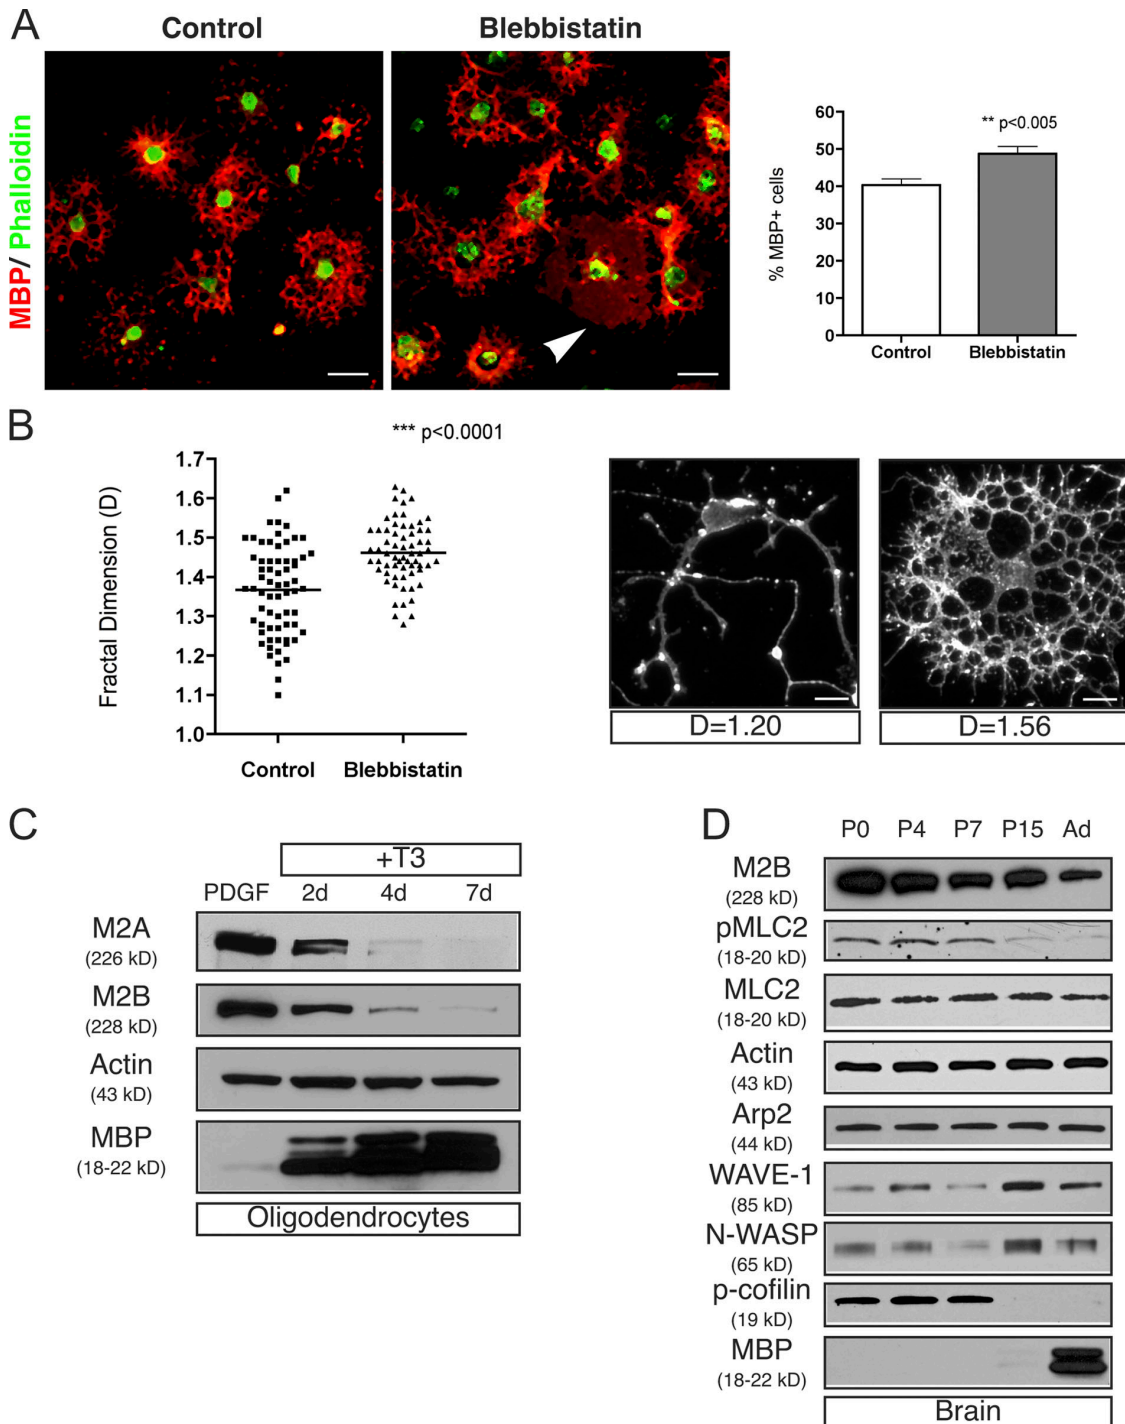 A
Control
Blebbistatin
MBP/ Phalloidin
60
50
40
30
20
10
0
% MBP+ cells
** p<0.005
Control
Blebbistatin
B
*** p<0.0001
1.7
1.6
1.5
1.4
1.3
1.2
1.1
1.0
Fractal Dimension (D)
Control
Blebbistatin
D=1.20
D=1.56
C
+T3
PDGF 2d 4d 7d
M2A
(226 kD)
M2B
(228 kD)
Actin
(43 kD)
MBP
(18-22 kD)
Oligodendrocytes
D
P0 P4 P7 P15 Ad
M2B
(228 kD)
pMLC2
(18-20 kD)
MLC2
(18-20 kD)
Actin
(43 kD)
Arp2
(44 kD)
WAVE-1
(85 kD)
N-WASP
(65 kD)
p-cofilin
(19 kD)
MBP
(18-22 kD)
Brain